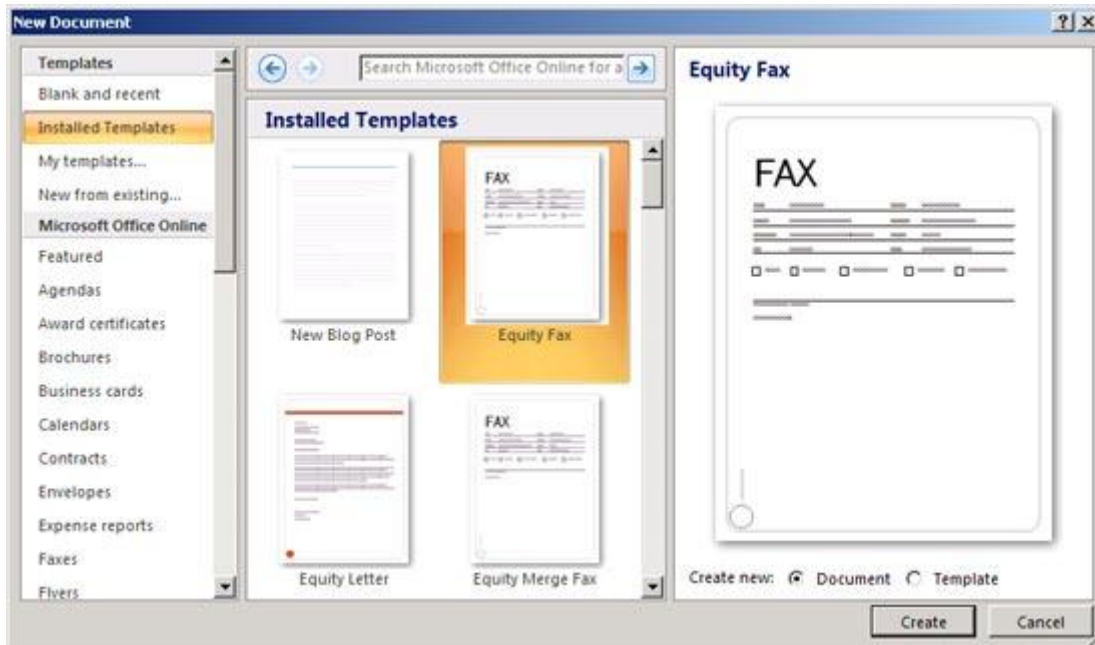 New Document
Templates
Blank and recent
Installed Templates
My templates...
New from existing...
Microsoft Office Online
Featured
Agendas
Award certificates
Brochures
Business cards
Calendars
Contracts
Envelopes
Expense reports
Faxes
Flyers
Search Microsoft Office Online for a
Installed Templates
FAX
New Blog Post
Equity Fax
FAX
Equity Letter
Equity Merge Fax
Equity Fax
FAX
Create new: Document Template
Create Cancel